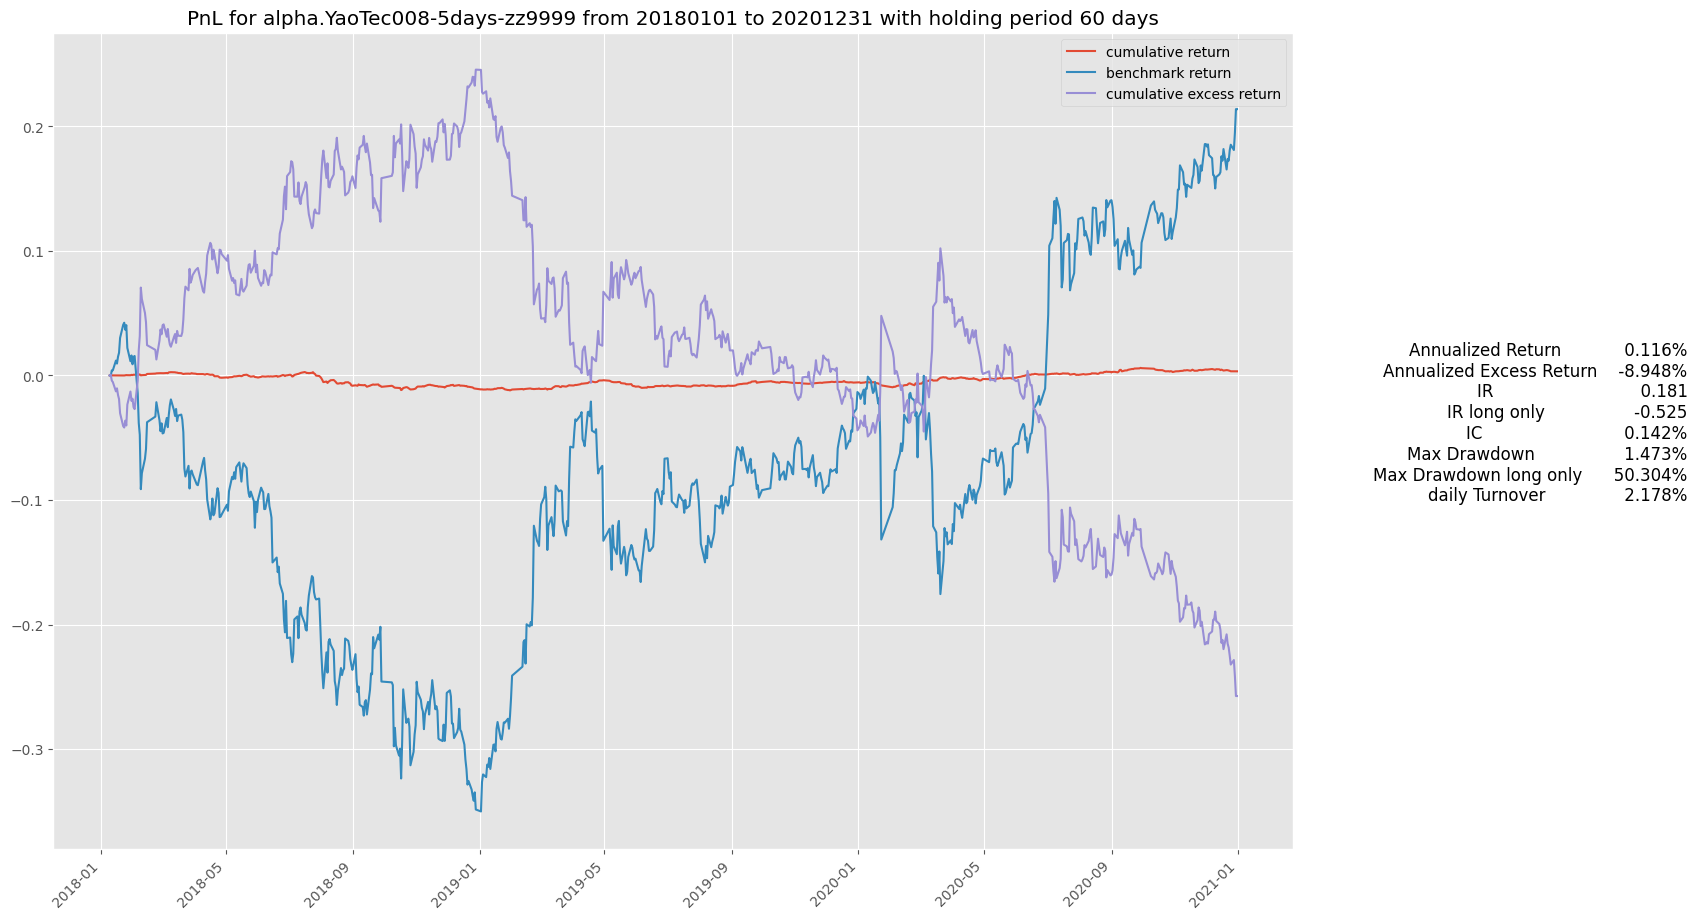 PnL for alpha.YaoTec008-5days-zz9999 from 20180101 to 20201231 with holding period 60 days
cumulative return
benchmark return
cumulative excess return
0.2
0.1
0.0
−0.1
−0.2
−0.3
2018-01
2018-05
2018-09
2019-01
2019-05
2019-09
2020-01
2020-05
2020-09
2021-01
Annualized Return 0.116%
Annualized Excess Return -8.948%
IR 0.181
IR long only -0.525
IC 0.142%
Max Drawdown 1.473%
Max Drawdown long only 50.304%
daily Turnover 2.178%